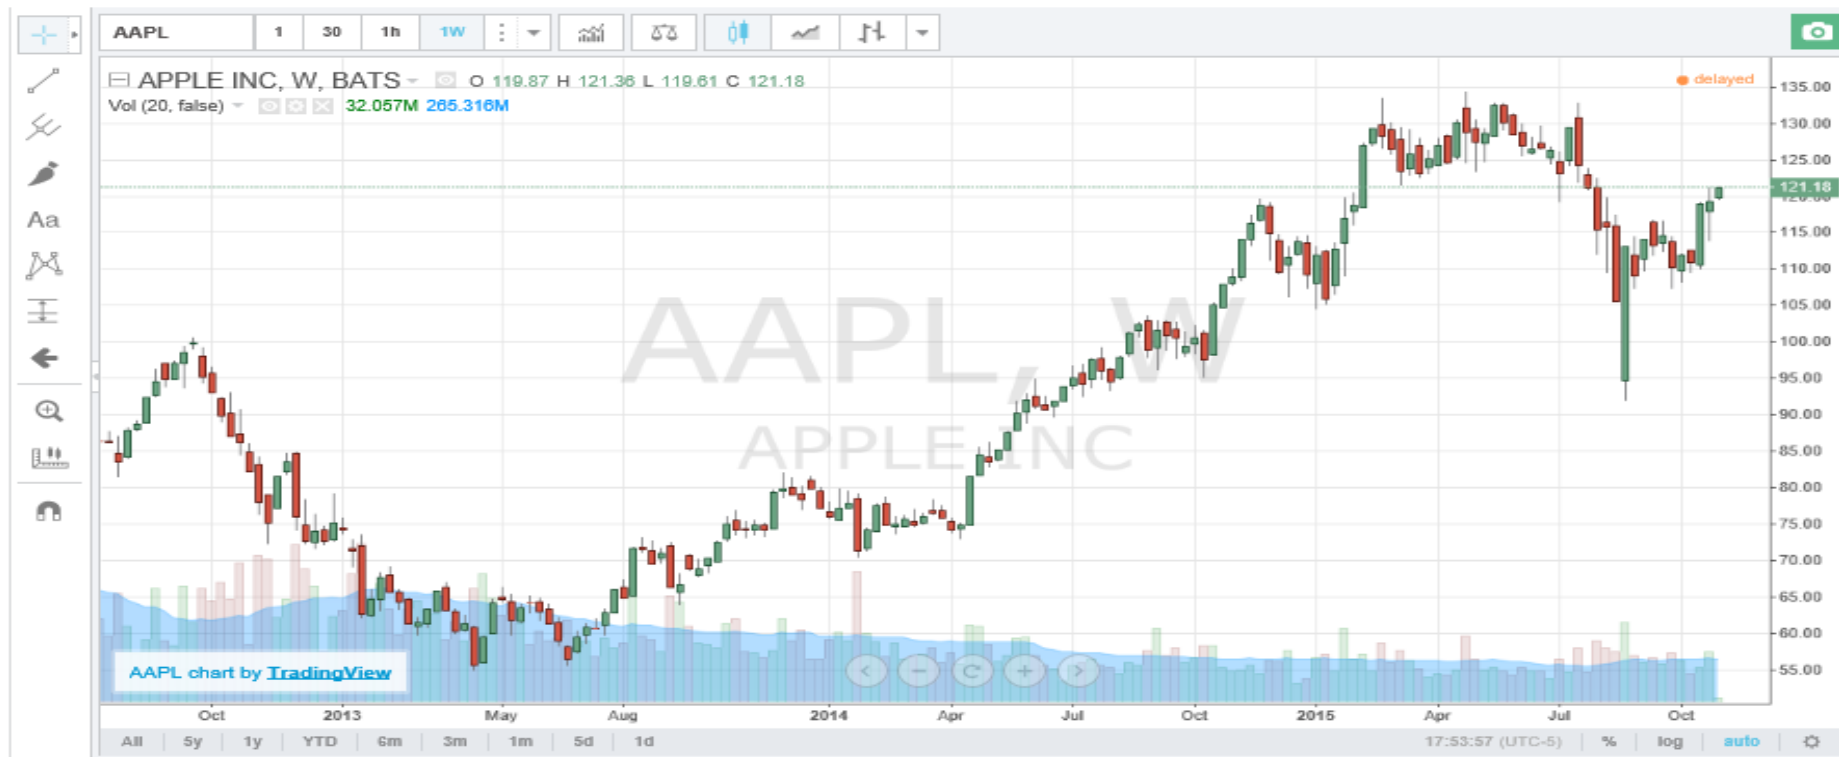 AAPL 1 30 1h 1W
APPLE INC, W, BATS O 119.87 H 121.36 L 119.61 C 121.18
delayed
Vol (20, false) 32.057M 265.316M
135.00
130.00
125.00
121.18
120.00
115.00
110.00
105.00
100.00
95.00
90.00
85.00
80.00
75.00
70.00
65.00
60.00
55.00
AAPL, W
APPLE INC
Aa
AAPL chart by TradingView
Oct 2013 May Aug 2014 Apr Jul Oct 2015 Apr Jul Oct
All 5y 1y YTD 6m 3m 1m 5d 1d 17:53:57 (UTC-5) % log auto